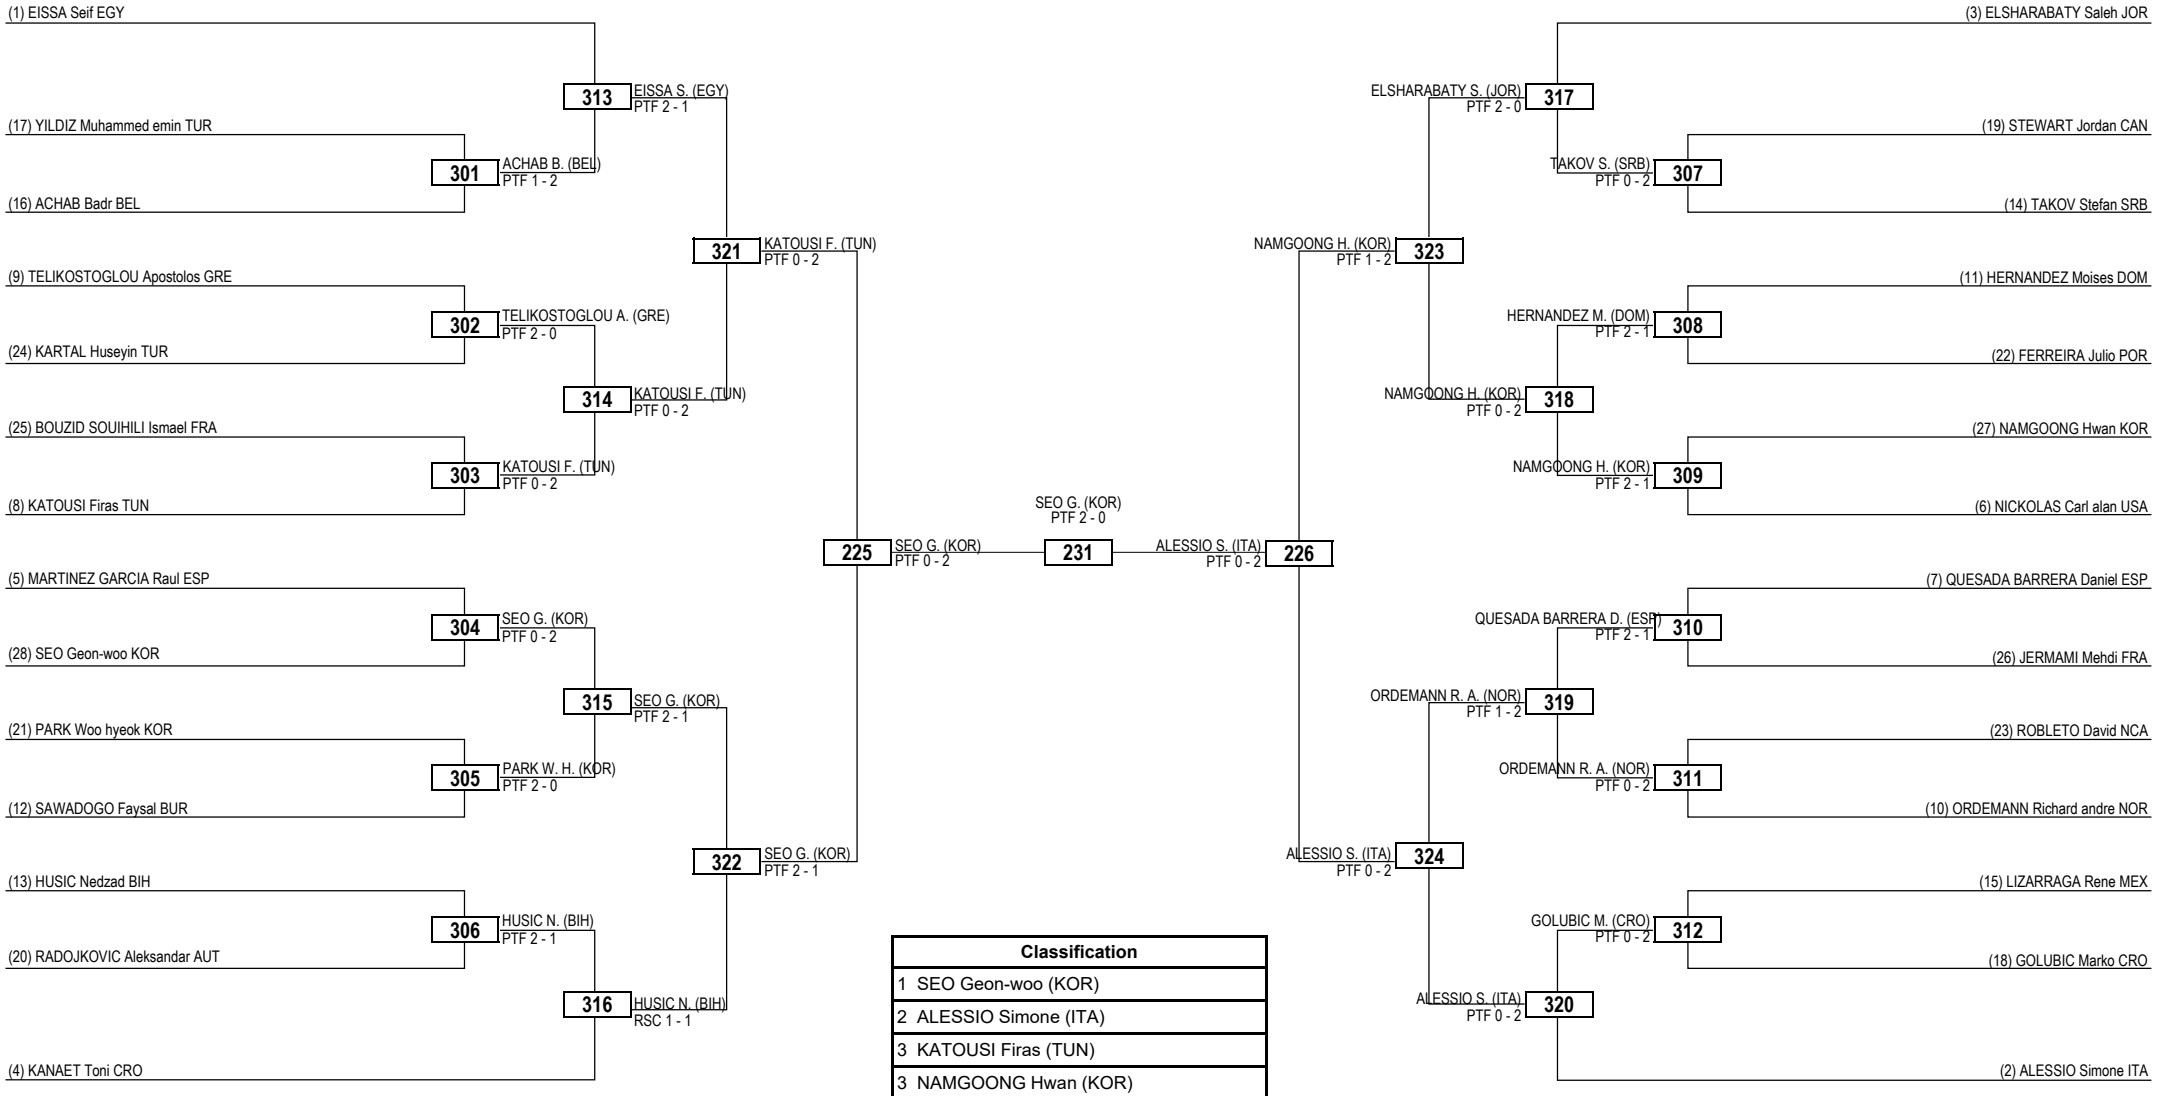 (1) EISSA Seif EGY
(3) ELSHARABATY Saleh JOR
313
EISSA S. (EGY)
PTF 2 - 1
ELSHARABATY S. (JOR)
PTF 2 - 0
317
(17) YILDIZ Muhammed emin TUR
(19) STEWART Jordan CAN
301
ACHAB B. (BEL)
PTF 1 - 2
TAKOV S. (SRB)
PTF 0 - 2
307
(16) ACHAB Badr BEL
(14) TAKOV Stefan SRB
321
KATOUSI F. (TUN)
PTF 0 - 2
NAMGOONG H. (KOR)
PTF 1 - 2
323
(9) TELIKOSTOGLOU Apostolos GRE
(11) HERNANDEZ Moises DOM
302
TELIKOSTOGLOU A. (GRE)
PTF 2 - 0
HERNANDEZ M. (DOM)
PTF 2 - 1
308
(24) KARTAL Huseyin TUR
(22) FERREIRA Julio POR
314
KATOUSI F. (TUN)
PTF 0 - 2
NAMGOONG H. (KOR)
PTF 0 - 2
318
(25) BOUZID SOUIHILI Ismael FRA
(27) NAMGOONG Hwan KOR
303
KATOUSI F. (TUN)
PTF 0 - 2
NAMGOONG H. (KOR)
PTF 2 - 1
309
(8) KATOUSI Firas TUN
(6) NICKOLAS Carl alan USA
SEO G. (KOR)
PTF 2 - 0
225
SEO G. (KOR)
PTF 0 - 2
231
ALESSIO S. (ITA)
PTF 0 - 2
226
(5) MARTINEZ GARCIA Raul ESP
(7) QUESADA BARRERA Daniel ESP
304
SEO G. (KOR)
PTF 0 - 2
QUESADA BARRERA D. (ESP)
PTF 2 - 1
310
(28) SEO Geon-woo KOR
(26) JERMAMI Mehdi FRA
315
SEO G. (KOR)
PTF 2 - 1
ORDEMANN R. A. (NOR)
PTF 1 - 2
319
(21) PARK Woo hyeok KOR
(23) ROBLETO David NCA
305
PARK W. H. (KOR)
PTF 2 - 0
ORDEMANN R. A. (NOR)
PTF 0 - 2
311
(12) SAWADOGO Faysal BUR
(10) ORDEMANN Richard andre NOR
322
SEO G. (KOR)
PTF 2 - 1
ALESSIO S. (ITA)
PTF 0 - 2
324
(13) HUSIC Nedzad BIH
(15) LIZARRAGA Rene MEX
306
HUSIC N. (BIH)
PTF 2 - 1
GOLUBIC M. (CRO)
PTF 0 - 2
312
(20) RADOJKOVIC Aleksandar AUT
(18) GOLUBIC Marko CRO
316
HUSIC N. (BIH)
RSC 1 - 1
ALESSIO S. (ITA)
PTF 0 - 2
320
(4) KANAET Toni CRO
(2) ALESSIO Simone ITA
Classification
1 SEO Geon-woo (KOR)
2 ALESSIO Simone (ITA)
3 KATOUSI Firas (TUN)
3 NAMGOONG Hwan (KOR)